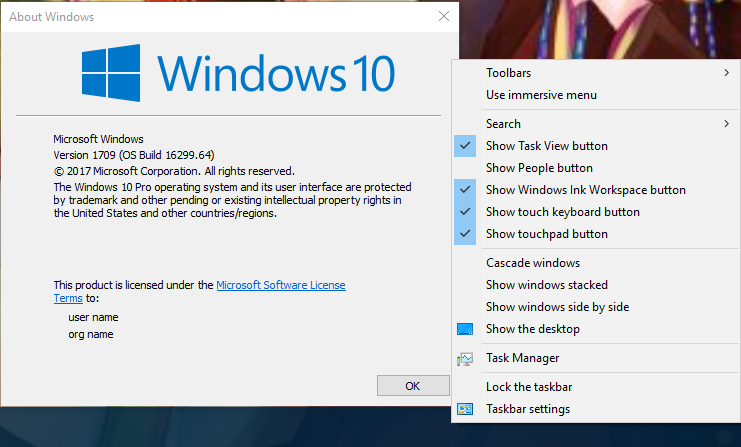 About Windows
Windows 10
Microsoft Windows
Version 1709 (OS Build 16299.64)
© 2017 Microsoft Corporation. All rights reserved.
The Windows 10 Pro operating system and its user interface are protected
by trademark and other pending or existing intellectual property rights in
the United States and other countries/regions.
This product is licensed under the Microsoft Software License
Terms to:
user name
org name
OK
Toolbars
Use immersive menu
Search
Show Task View button
Show People button
Show Windows Ink Workspace button
Show touch keyboard button
Show touchpad button
Cascade windows
Show windows stacked
Show windows side by side
Show the desktop
Task Manager
Lock the taskbar
Taskbar settings